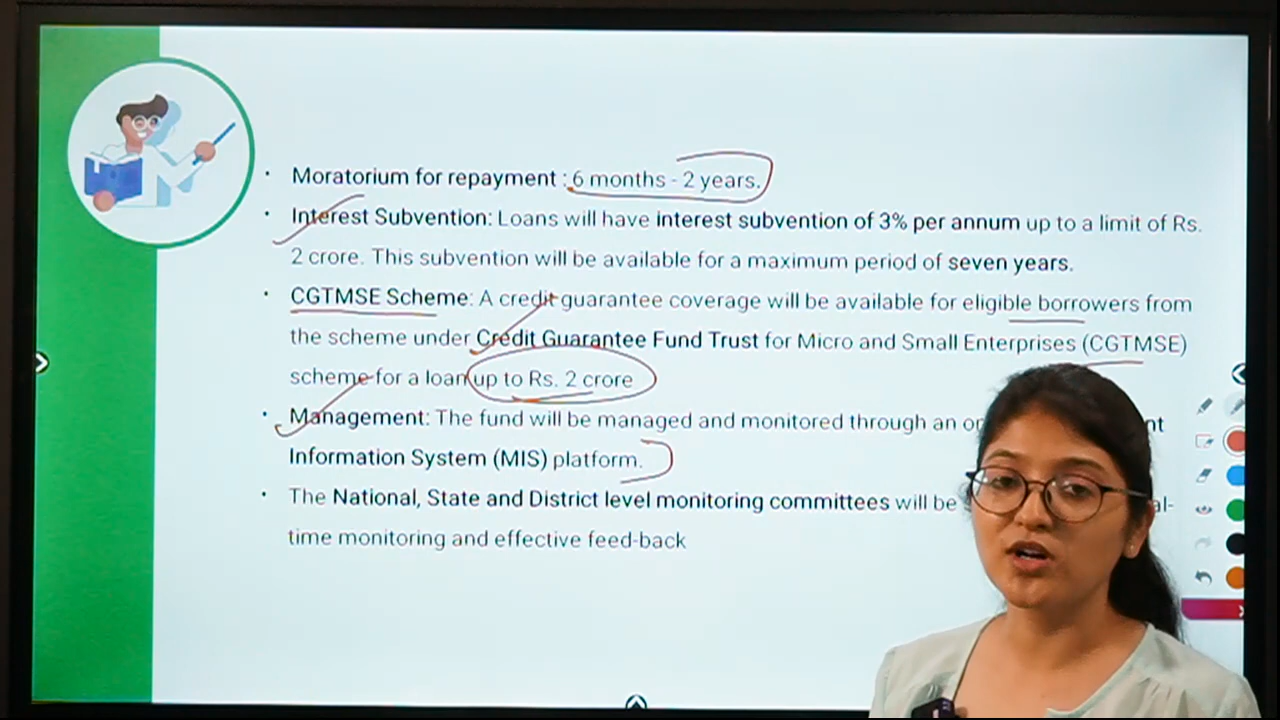 • Moratorium for repayment : 6 months - 2 years.
• Interest Subvention: Loans will have interest subvention of 3% per annum up to a limit of Rs.
2 crore. This subvention will be available for a maximum period of seven years.
• CGTMSE Scheme: A credit guarantee coverage will be available for eligible borrowers from
the scheme under Credit Guarantee Fund Trust for Micro and Small Enterprises (CGTMSE)
scheme for a loan up to Rs. 2 crore
• Management: The fund will be managed and monitored through an
Information System (MIS) platform.
• The National, State and District level monitoring committees will be
time monitoring and effective feed-back